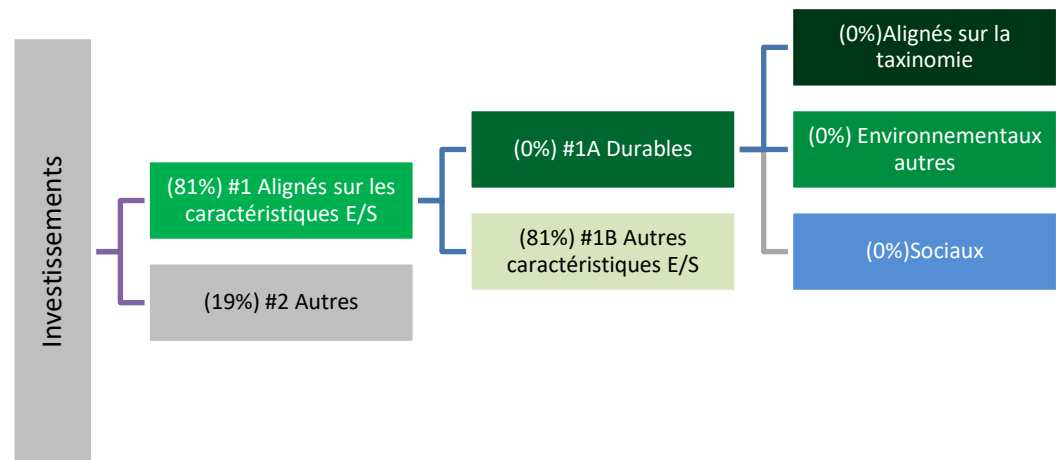 Investissements
(81%) #1 Alignés sur les
caractéristiques E/S
(19%) #2 Autres
(0%) #1A Durables
(81%) #1B Autres
caractéristiques E/S
(0%)Alignés sur la
taxinomie
(0%) Environnementaux
autres
(0%)Sociaux